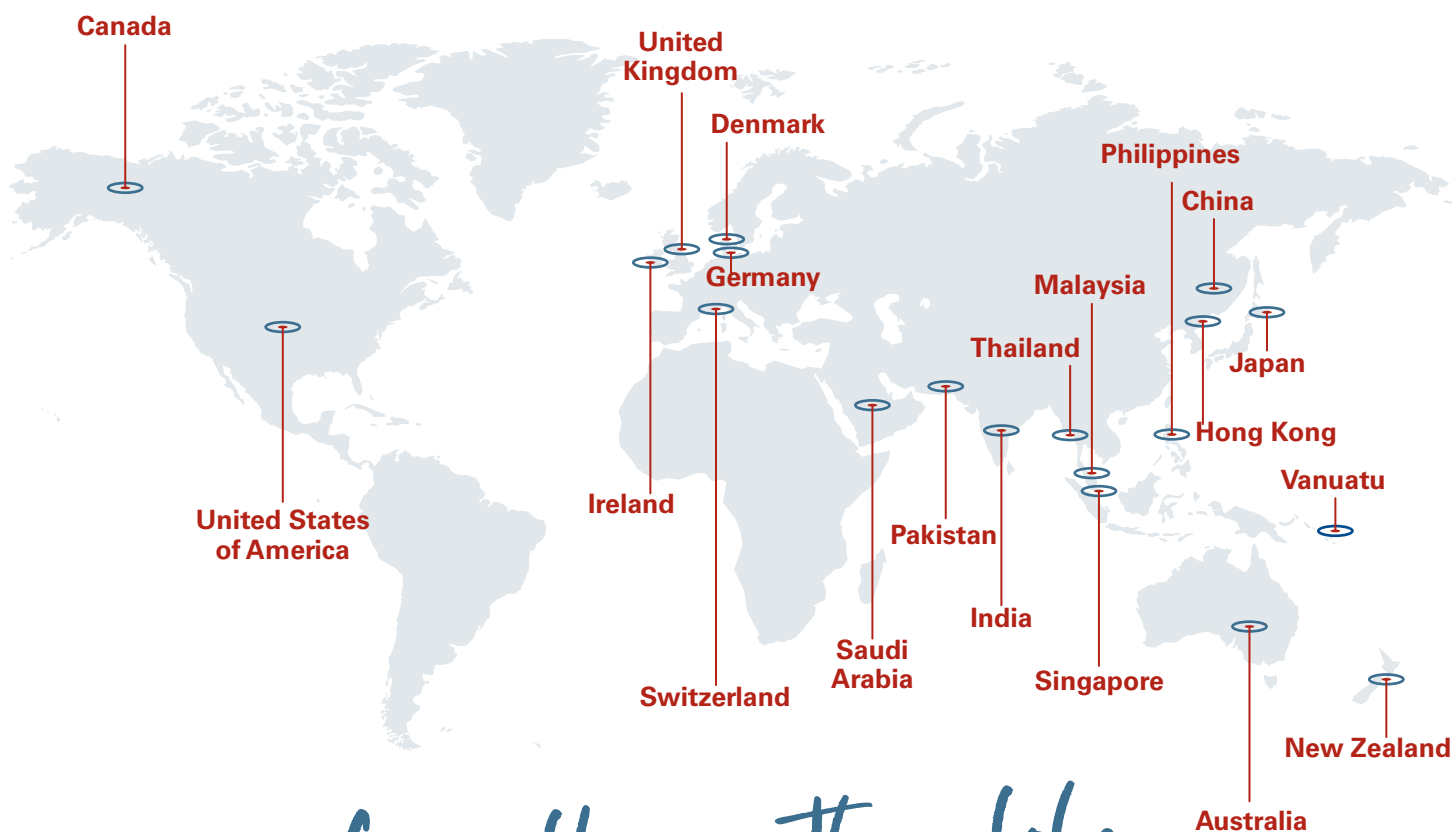 Canada
United
Kingdom
Denmark
Philippines
China
Germany
Malaysia
Thailand
Japan
Hong Kong
Vanuatu
Ireland
United States
of America
Pakistan
India
Saudi
Arabia
Singapore
Switzerland
New Zealand
Australia